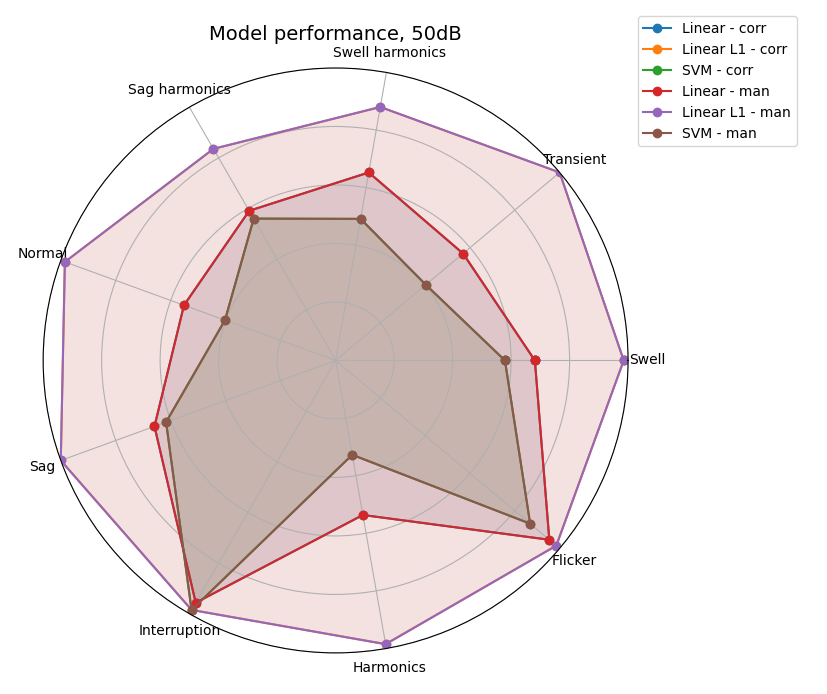 Model performance, 50dB
Linear - corr
Linear L1 - corr
SVM - corr
Linear - man
Linear L1 - man
SVM - man
Swell harmonics
Sag harmonics
Transient
Normal
Swell
Sag
Flicker
Interruption
Harmonics